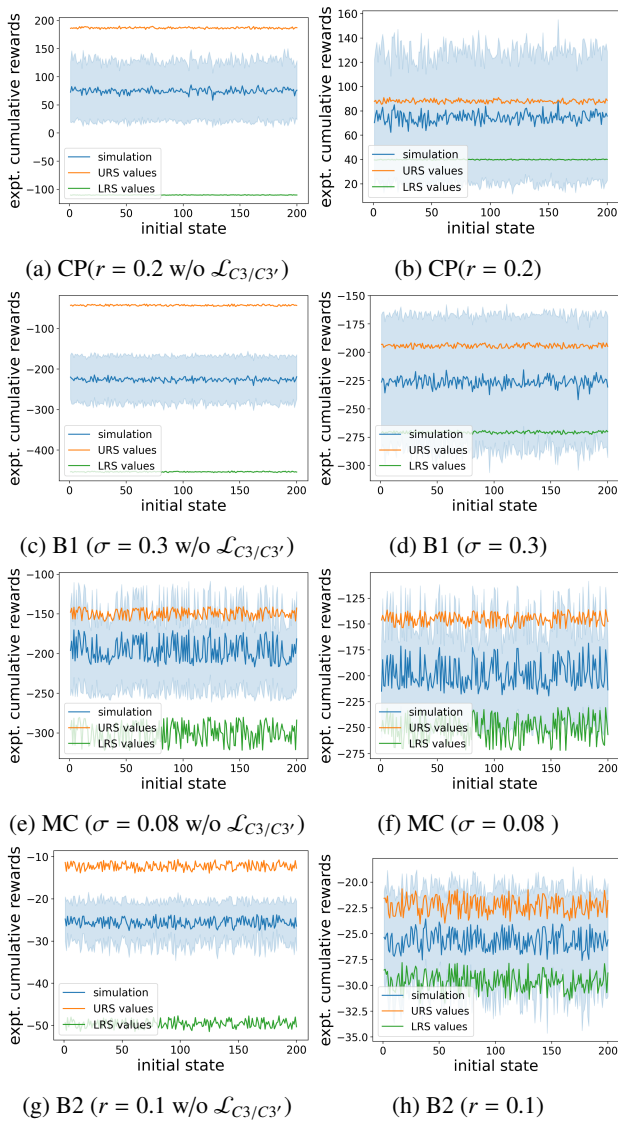 expt. cumulative rewards
200
150
100
50
0
−50
−100
simulation
URS values
LRS values
0 50 100 150 200
initial state
(a) CP(r = 0.2 w/o ℒC3/C3′)
expt. cumulative rewards
160
140
120
100
80
60
40
20
simulation
URS values
LRS values
0 50 100 150 200
initial state
(b) CP(r = 0.2)
expt. cumulative rewards
−100
−200
−300
−400
simulation
URS values
LRS values
0 50 100 150 200
initial state
(c) B1 (σ = 0.3 w/o ℒC3/C3′)
expt. cumulative rewards
−150
−175
−200
−225
−250
−275
−300
simulation
URS values
LRS values
0 50 100 150 200
initial state
(d) B1 (σ = 0.3)
expt. cumulative rewards
−100
−150
−200
−250
−300
simulation
URS values
LRS values
0 50 100 150 200
initial state
(e) MC (σ = 0.08 w/o ℒC3/C3′)
expt. cumulative rewards
−125
−150
−175
−200
−225
−250
−275
simulation
URS values
LRS values
0 50 100 150 200
initial state
(f) MC (σ = 0.08 )
expt. cumulative rewards
−10
−20
−30
−40
−50
simulation
URS values
LRS values
0 50 100 150 200
initial state
(g) B2 (r = 0.1 w/o ℒC3/C3′)
expt. cumulative rewards
−20.0
−22.5
−25.0
−27.5
−30.0
−32.5
−35.0
simulation
URS values
LRS values
0 50 100 150 200
initial state
(h) B2 (r = 0.1)